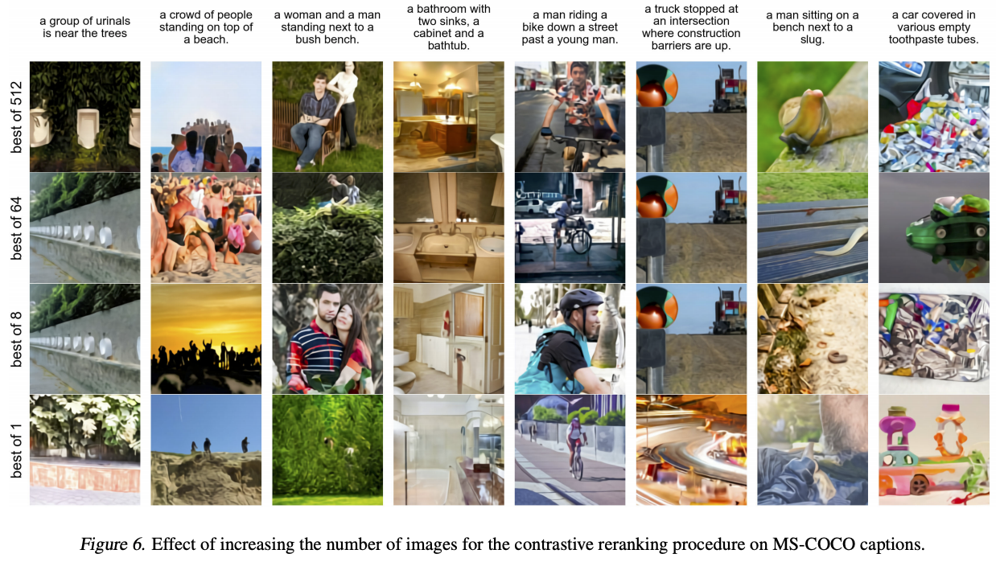 a group of urinals
is near the trees
a crowd of people
standing on top of
a beach.
a woman and a man
standing next to a
bush bench.
a bathroom with
two sinks, a
cabinet and a
bathtub.
a man riding a
bike down a street
past a young man.
a truck stopped at
an intersection
where construction
barriers are up.
a man sitting on a
bench next to a
slug.
a car covered in
various empty
toothpaste tubes.
best of 512
best of 64
best of 8
best of 1
Figure 6. Effect of increasing the number of images for the contrastive reranking procedure on MS-COCO captions.